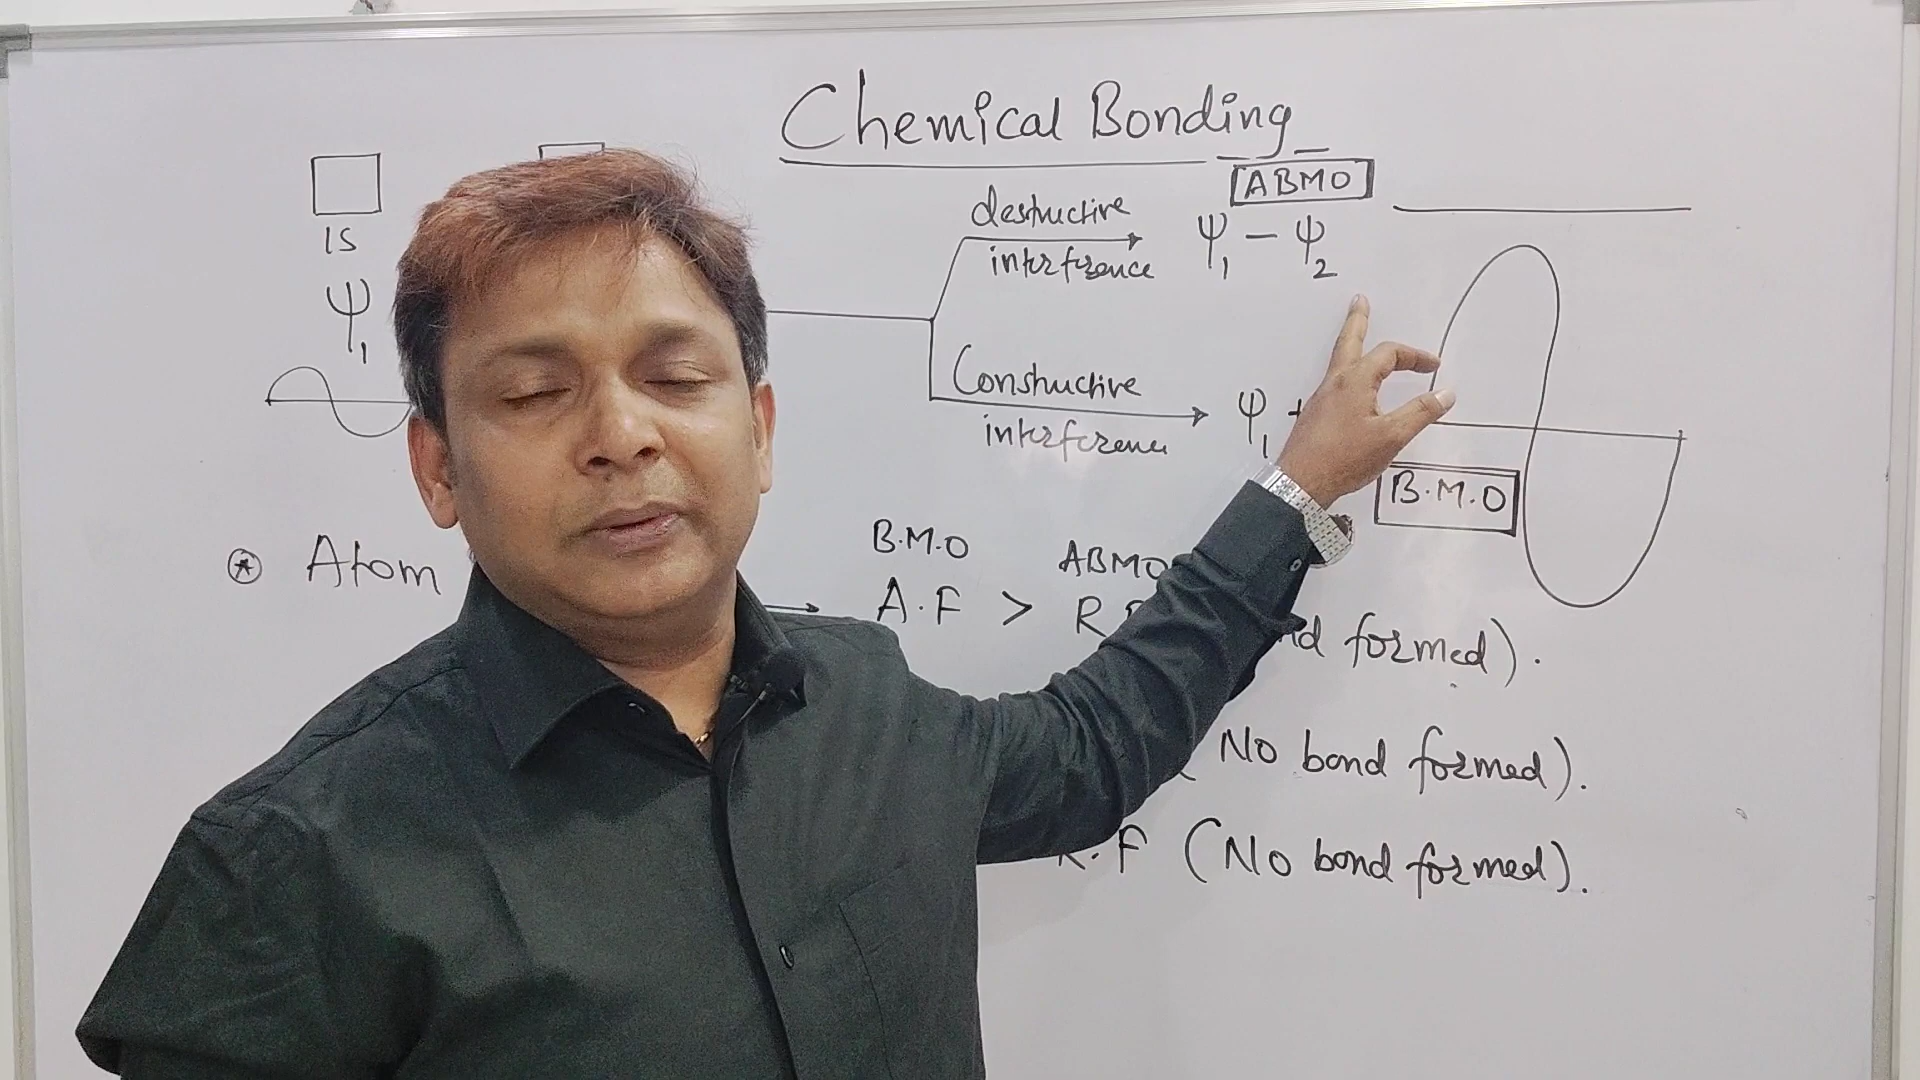 Chemical Bonding
ABMO
destructive
interference
ψ1 - ψ2
1S
ψ1
Constructive
interference
ψ1 +
B.M.O
B.M.O ABMO
⊛ Atom → A.F > R.F
formed).
(No bond formed).
R.F (No bond formed).